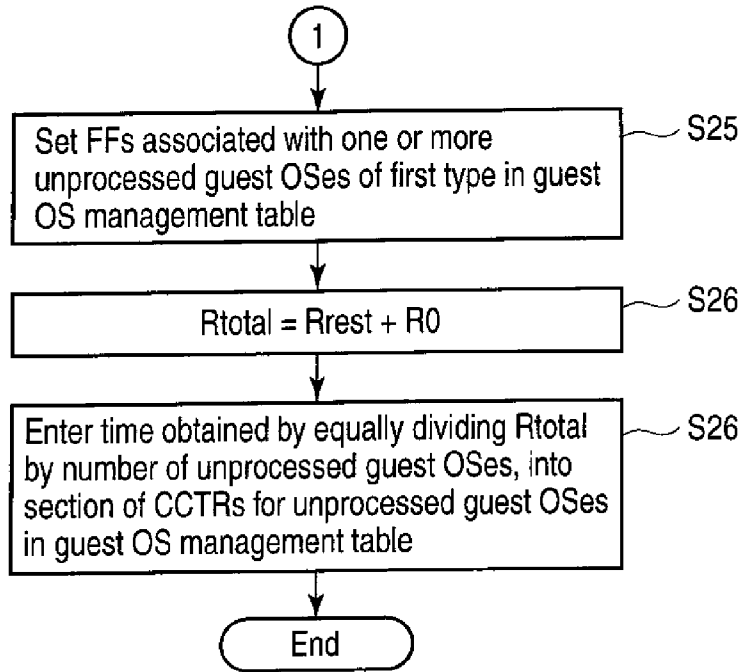 1
Set FFs associated with one or more
unprocessed guest OSes of first type in guest
OS management table
S25
Rtotal = Rrest + R0
S26
Enter time obtained by equally dividing Rtotal
by number of unprocessed guest OSes, into
section of CCTRs for unprocessed guest OSes
in guest OS management table
S26
End